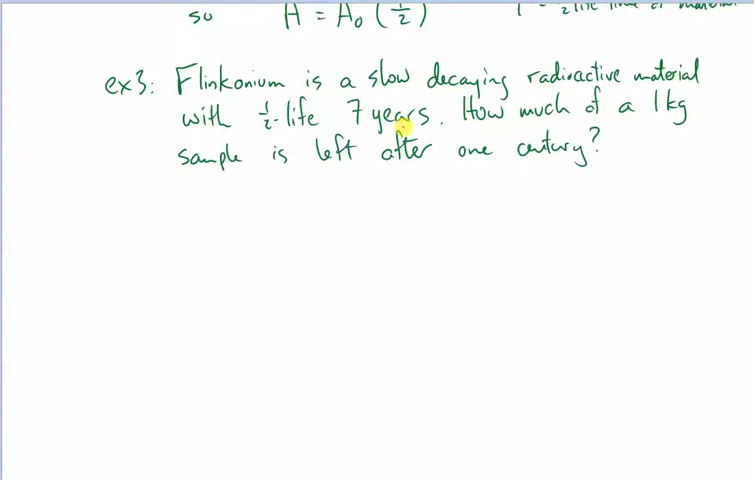 so A = A₀ (½)
ex3: Flinkonium is a slow decaying radioactive material
with ½-life 7 years. How much of a 1kg
sample is left after one century?